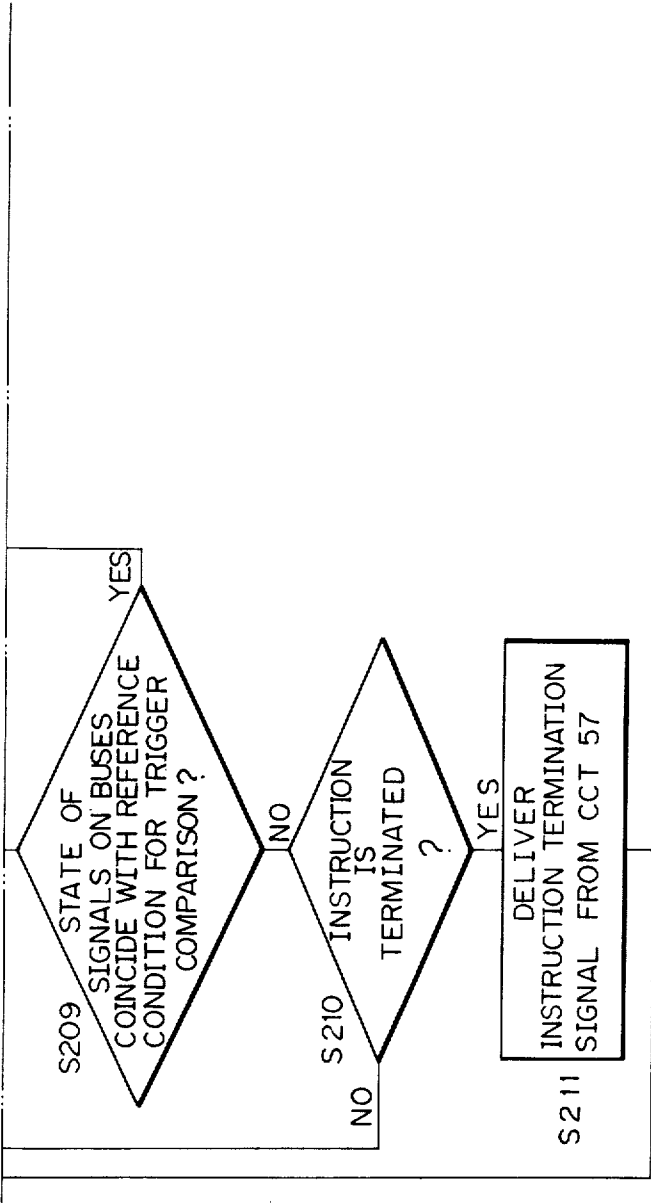 S209
STATE OF
SIGNALS ON BUSES
COINCIDE WITH REFERENCE
CONDITION FOR TRIGGER
COMPARISON?
YES
NO
S210
INSTRUCTION
IS
TERMINATED
?
NO
YES
S211
DELIVER
INSTRUCTION TERMINATION
SIGNAL FROM CCT 57